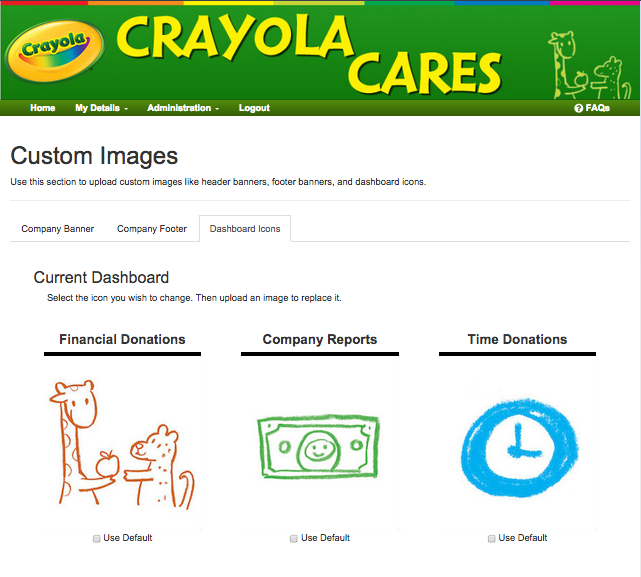 Crayola
CRAYOLA
CARES
Home My Details Administration Logout FAQs
Custom Images
Use this section to upload custom images like header banners, footer banners, and dashboard icons.
Company Banner Company Footer Dashboard Icons
Current Dashboard
Select the icon you wish to change. Then upload an image to replace it.
Financial Donations Company Reports Time Donations
Use Default Use Default Use Default